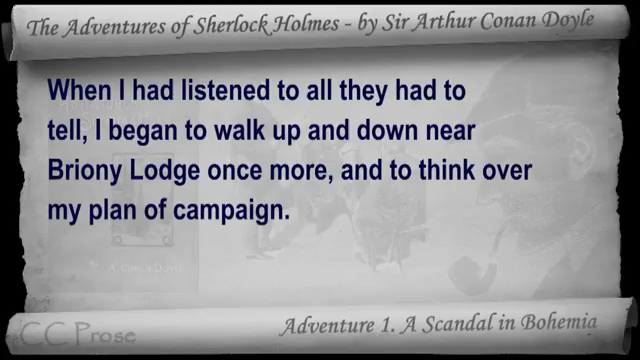 The Adventures of Sherlock Holmes - by Sir Arthur Conan Doyle
When I had listened to all they had to
tell, I began to walk up and down near
Briony Lodge once more, and to think over
my plan of campaign.
CC Prose
Adventure 1. A Scandal in Bohemia